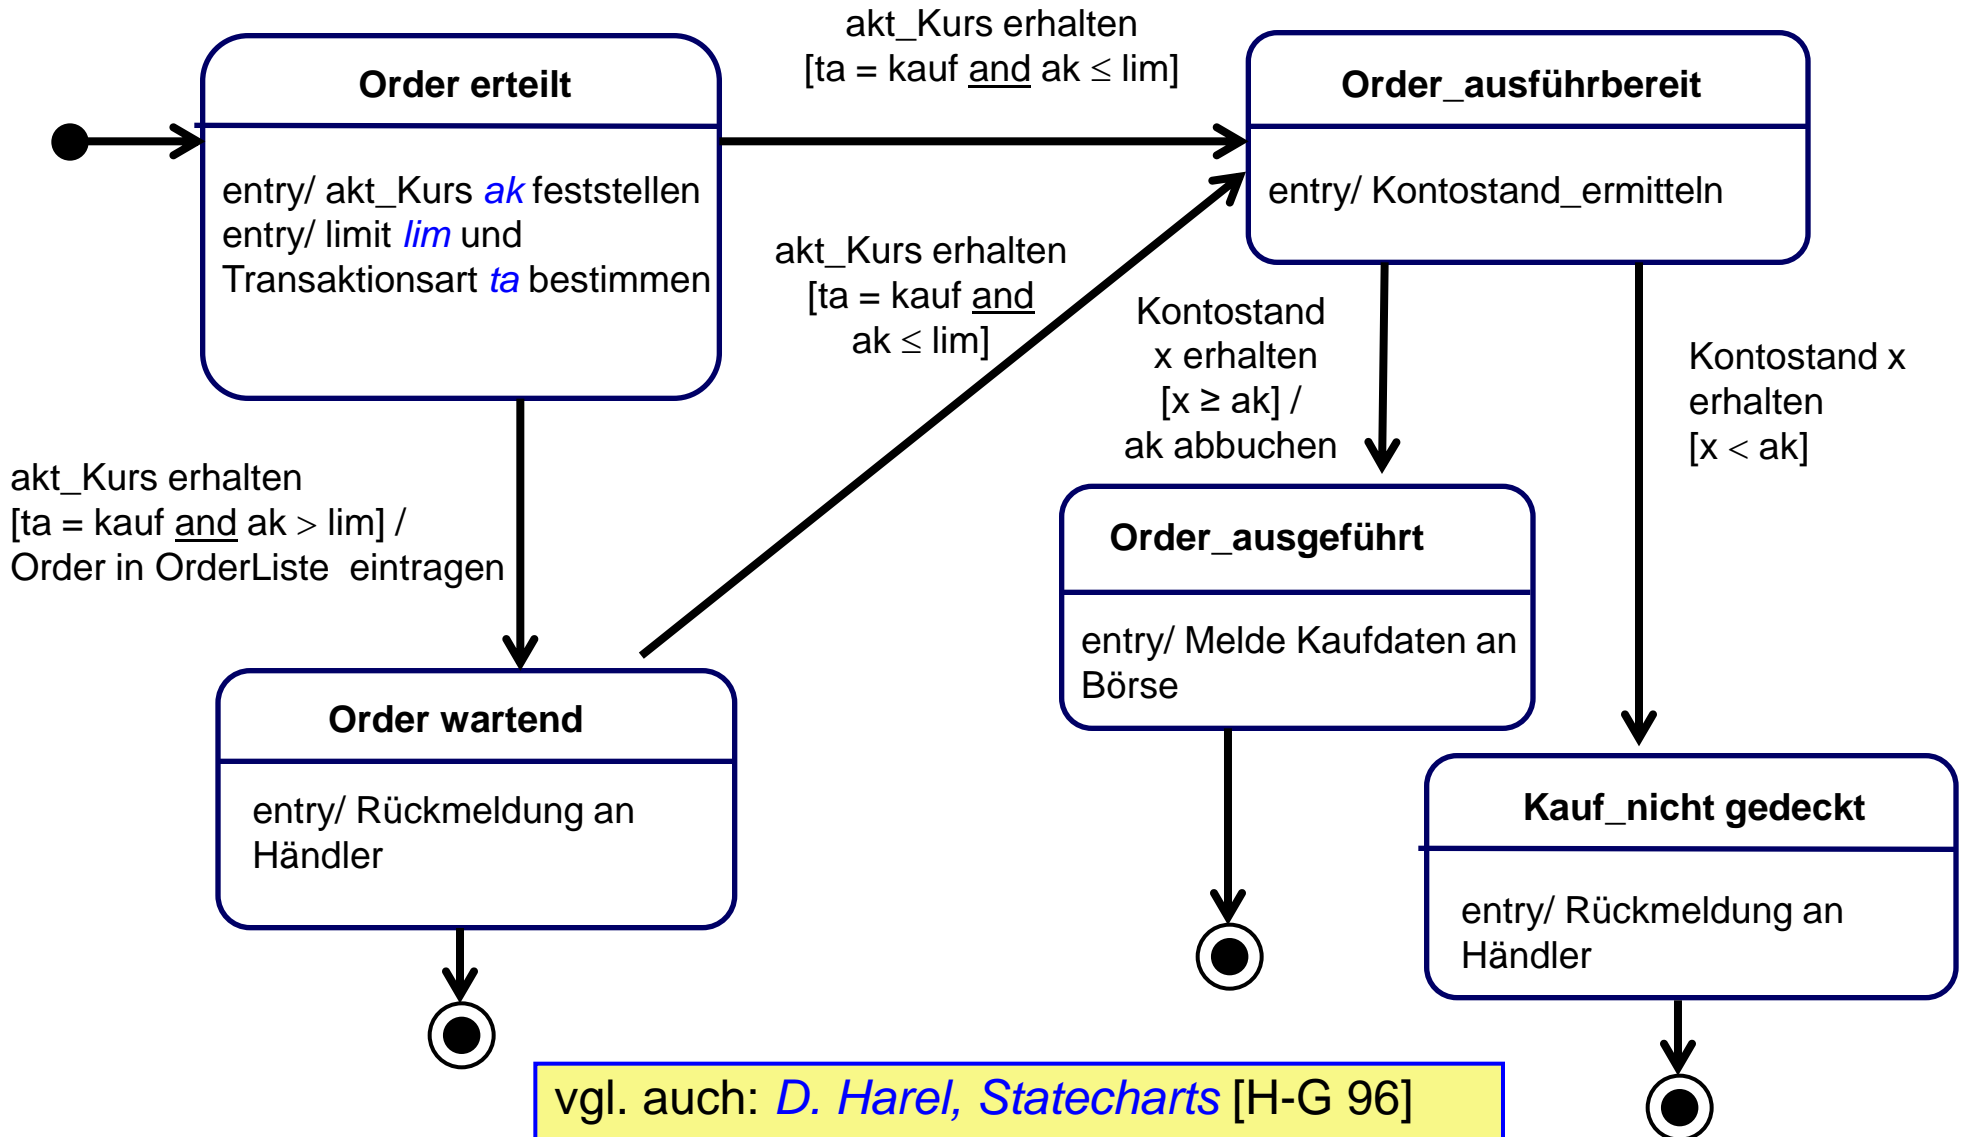 akt_Kurs erhalten
[ta = kauf and ak ≤ lim]
Order erteilt
entry/ akt_Kurs ak feststellen
entry/ limit lim und
Transaktionsart ta bestimmen
Order_ausführbereit
entry/ Kontostand_ermitteln
akt_Kurs erhalten
[ta = kauf and
ak ≤ lim]
Kontostand
x erhalten
[x ≥ ak] /
ak abbuchen
Kontostand x
erhalten
[x < ak]
akt_Kurs erhalten
[ta = kauf and ak > lim] /
Order in OrderListe eintragen
Order_ausgeführt
entry/ Melde Kaufdaten an
Börse
Order wartend
entry/ Rückmeldung an
Händler
Kauf_nicht gedeckt
entry/ Rückmeldung an
Händler
vgl. auch: D. Harel, Statecharts [H-G 96]